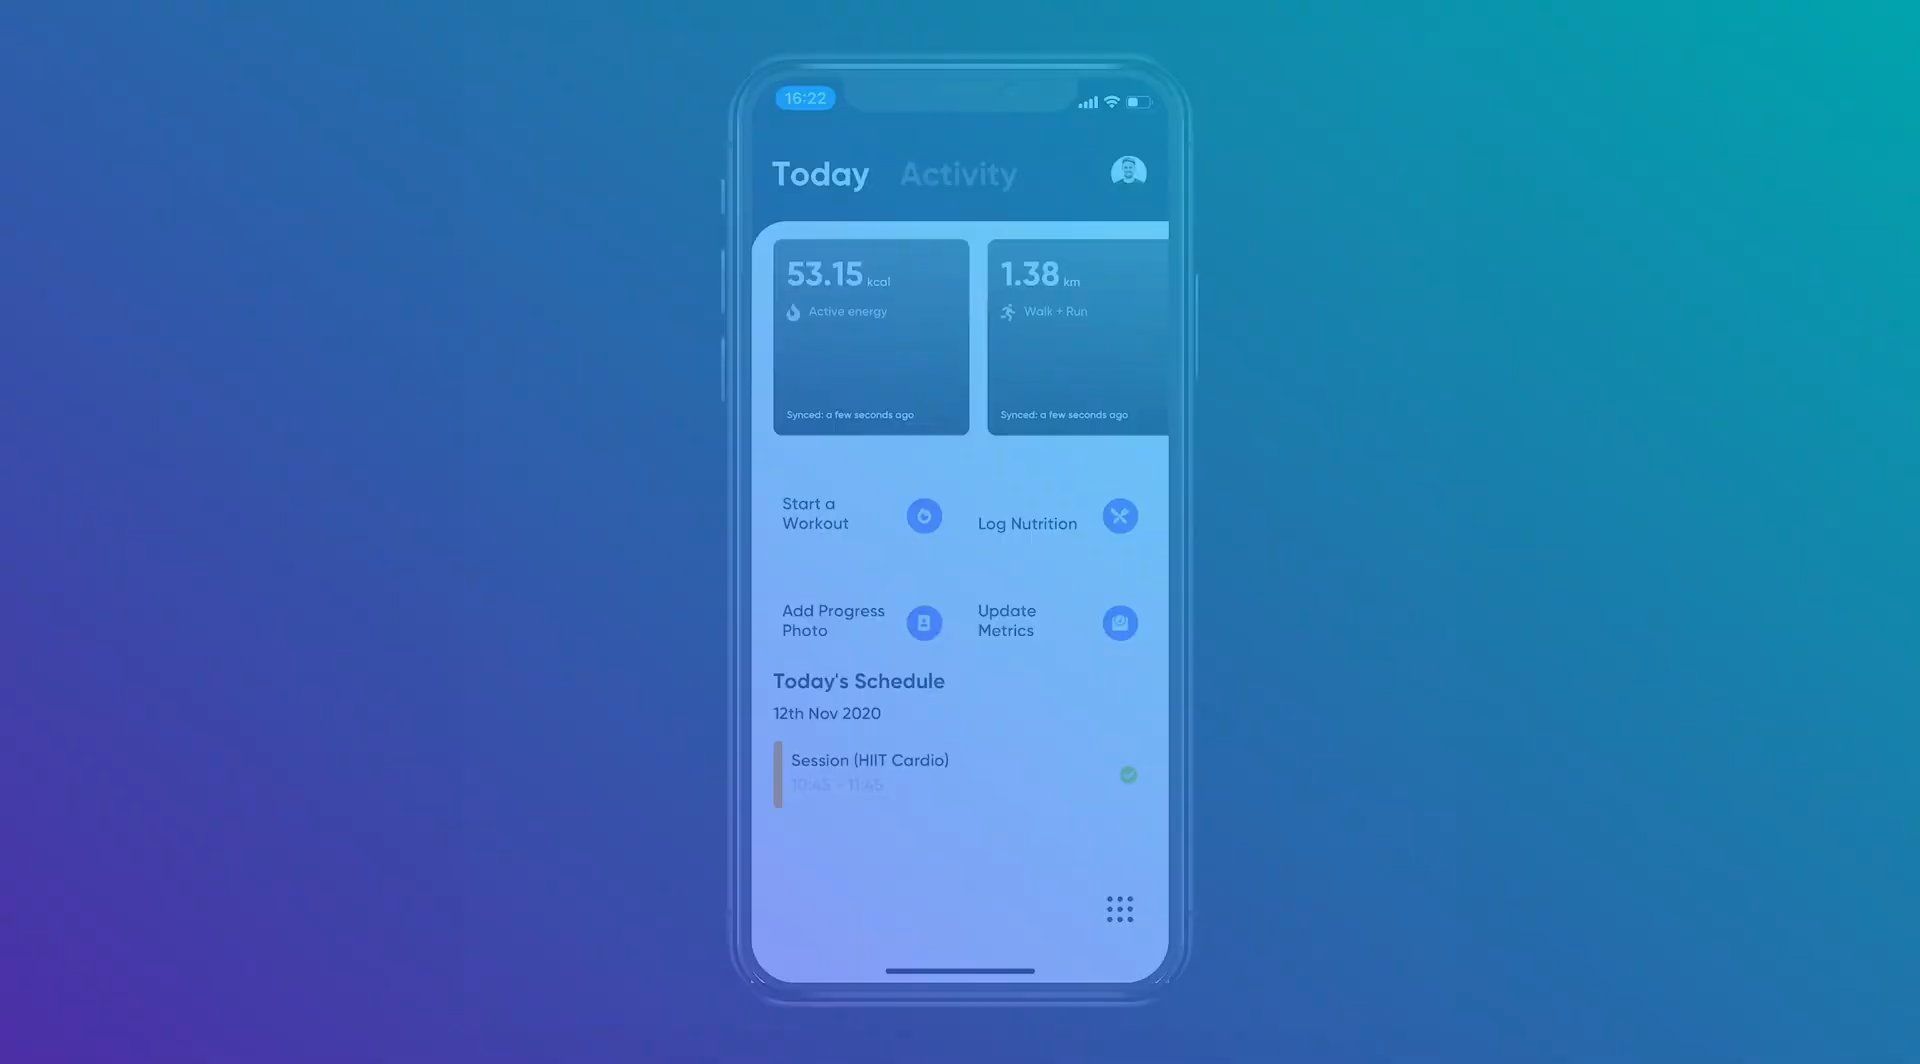 16:22
Today Activity
53.15 kcal
Active energy
Synced: a few seconds ago
1.38 km
Walk + Run
Synced: a few seconds ago
Start a
Workout
Log Nutrition
Add Progress
Photo
Update
Metrics
Today's Schedule
12th Nov 2020
Session (HIIT Cardio)
10:45 - 11:45